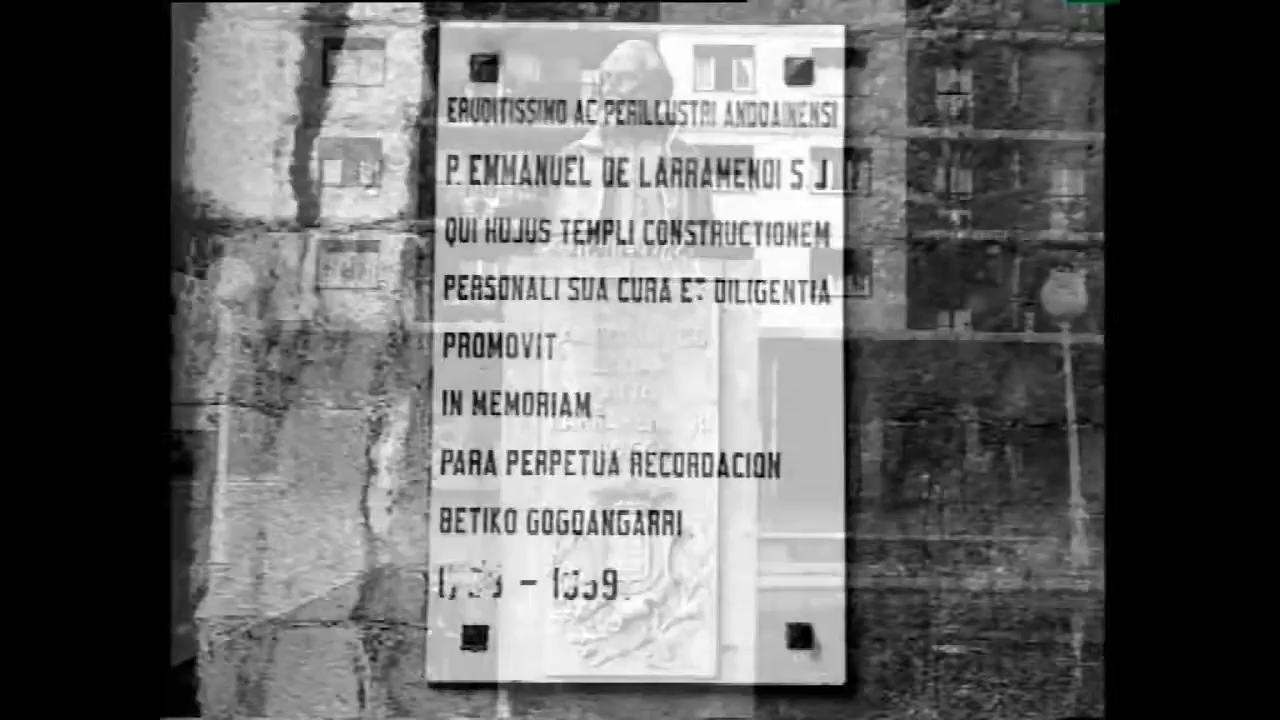 ERUDITISSIMO AC PERILLUSTRI ANDOAINENSI
P. EMMANUEL DE LARRAMENDI S J
QUI HUJUS TEMPLI CONSTRUCTIONEM
PERSONALI SUA CURA ET DILIGENTIA
PROMOVIT
IN MEMORIAM
PARA PERPETUA RECORDACION
BETIKO GOGOANGARRI